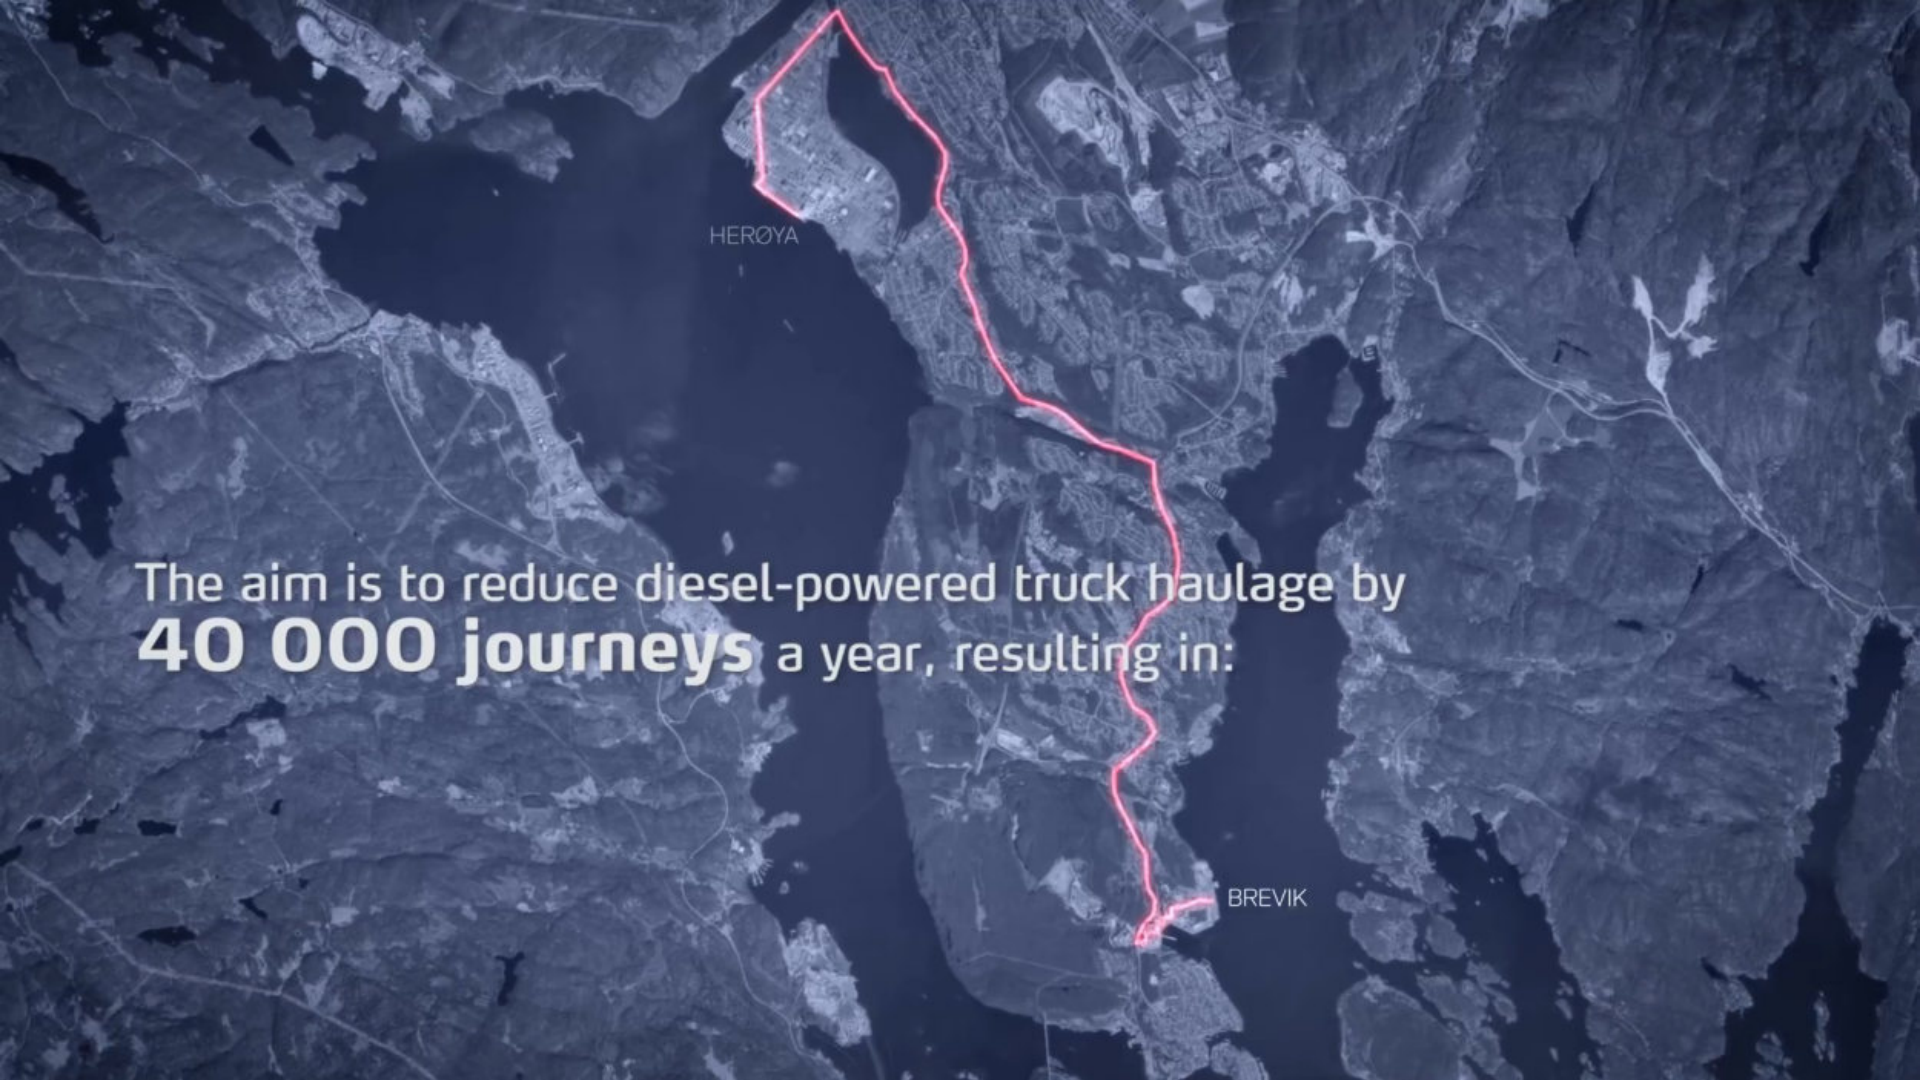 HERØYA
The aim is to reduce diesel-powered truck haulage by
40 000 journeys a year, resulting in:
BREVIK